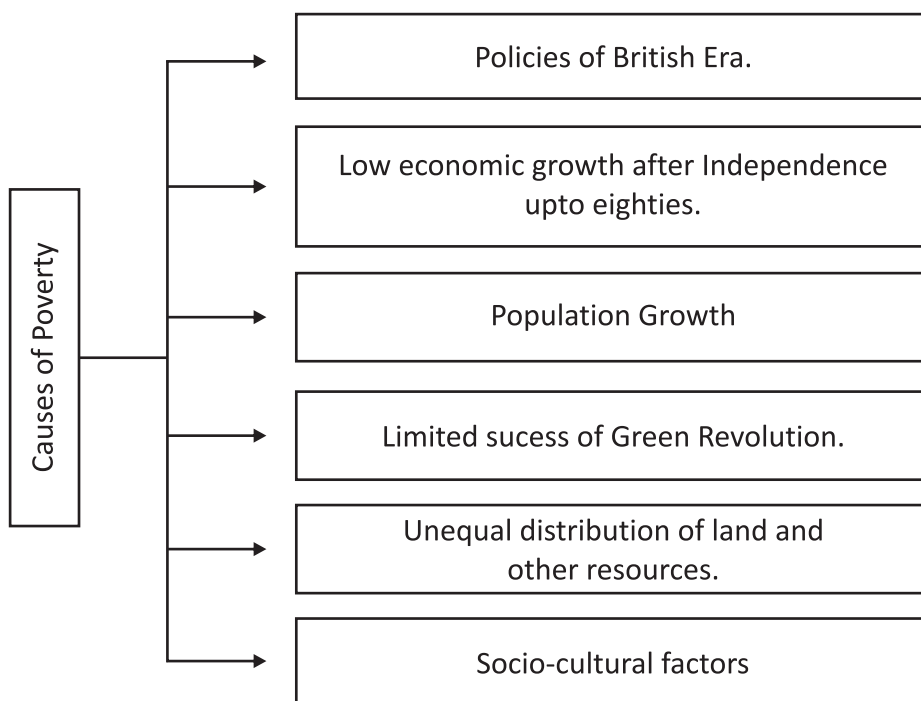 Causes of Poverty
Policies of British Era.
Low economic growth after Independence
upto eighties.
Population Growth
Limited sucess of Green Revolution.
Unequal distribution of land and
other resources.
Socio-cultural factors